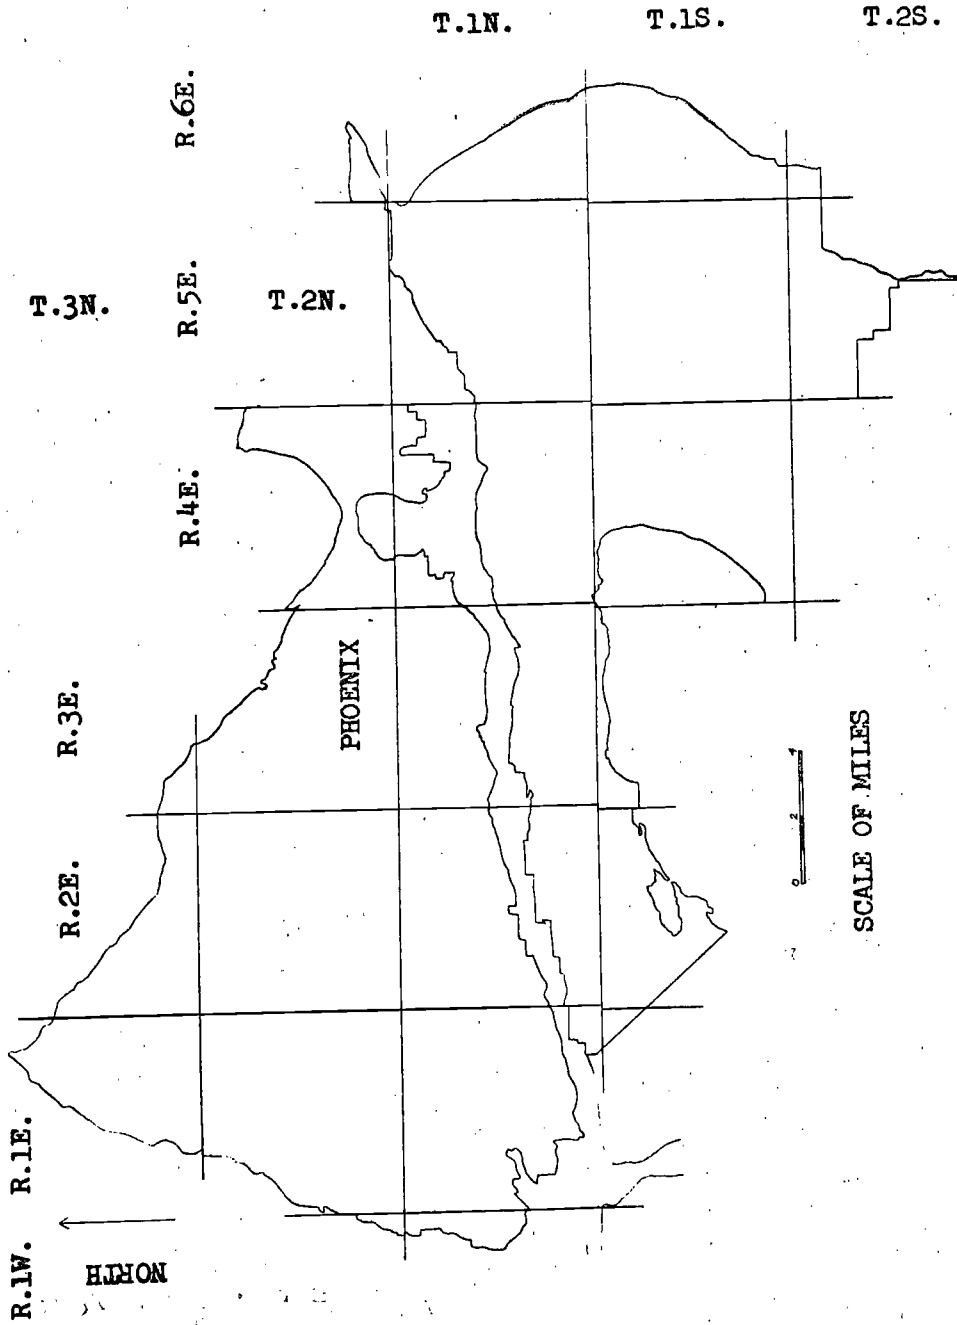 T.1N. T.1S. T.2S.
R.6E.
T.3N. R.5E. T.2N.
R.4E.
R.3E. PHOENIX
R.2E.
0 2 4
SCALE OF MILES
R.1W. R.1E.
NORTH